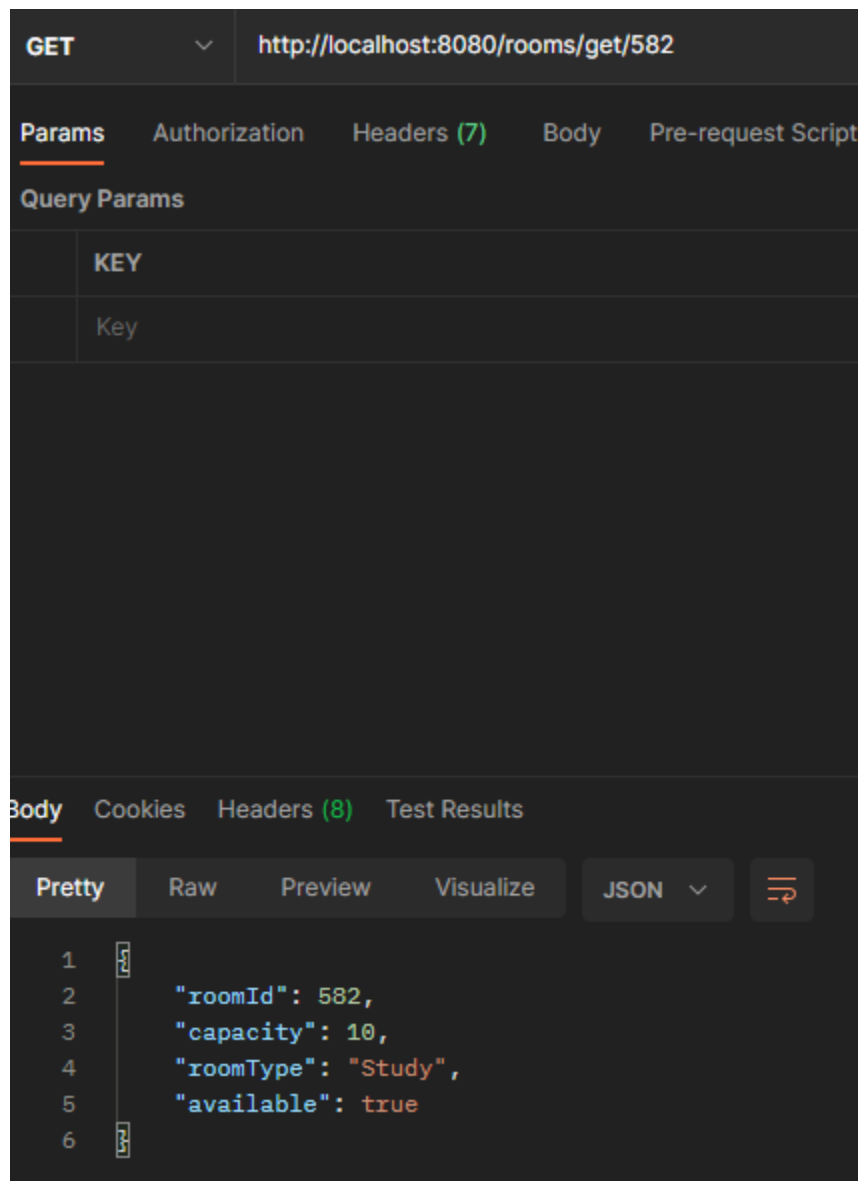 GET http://localhost:8080/rooms/get/582
Params Authorization Headers (7) Body Pre-request Script
Query Params
KEY
Key
Body Cookies Headers (8) Test Results
Pretty Raw Preview Visualize JSON
1 {
2 "roomId": 582,
3 "capacity": 10,
4 "roomType": "Study",
5 "available": true
6 }